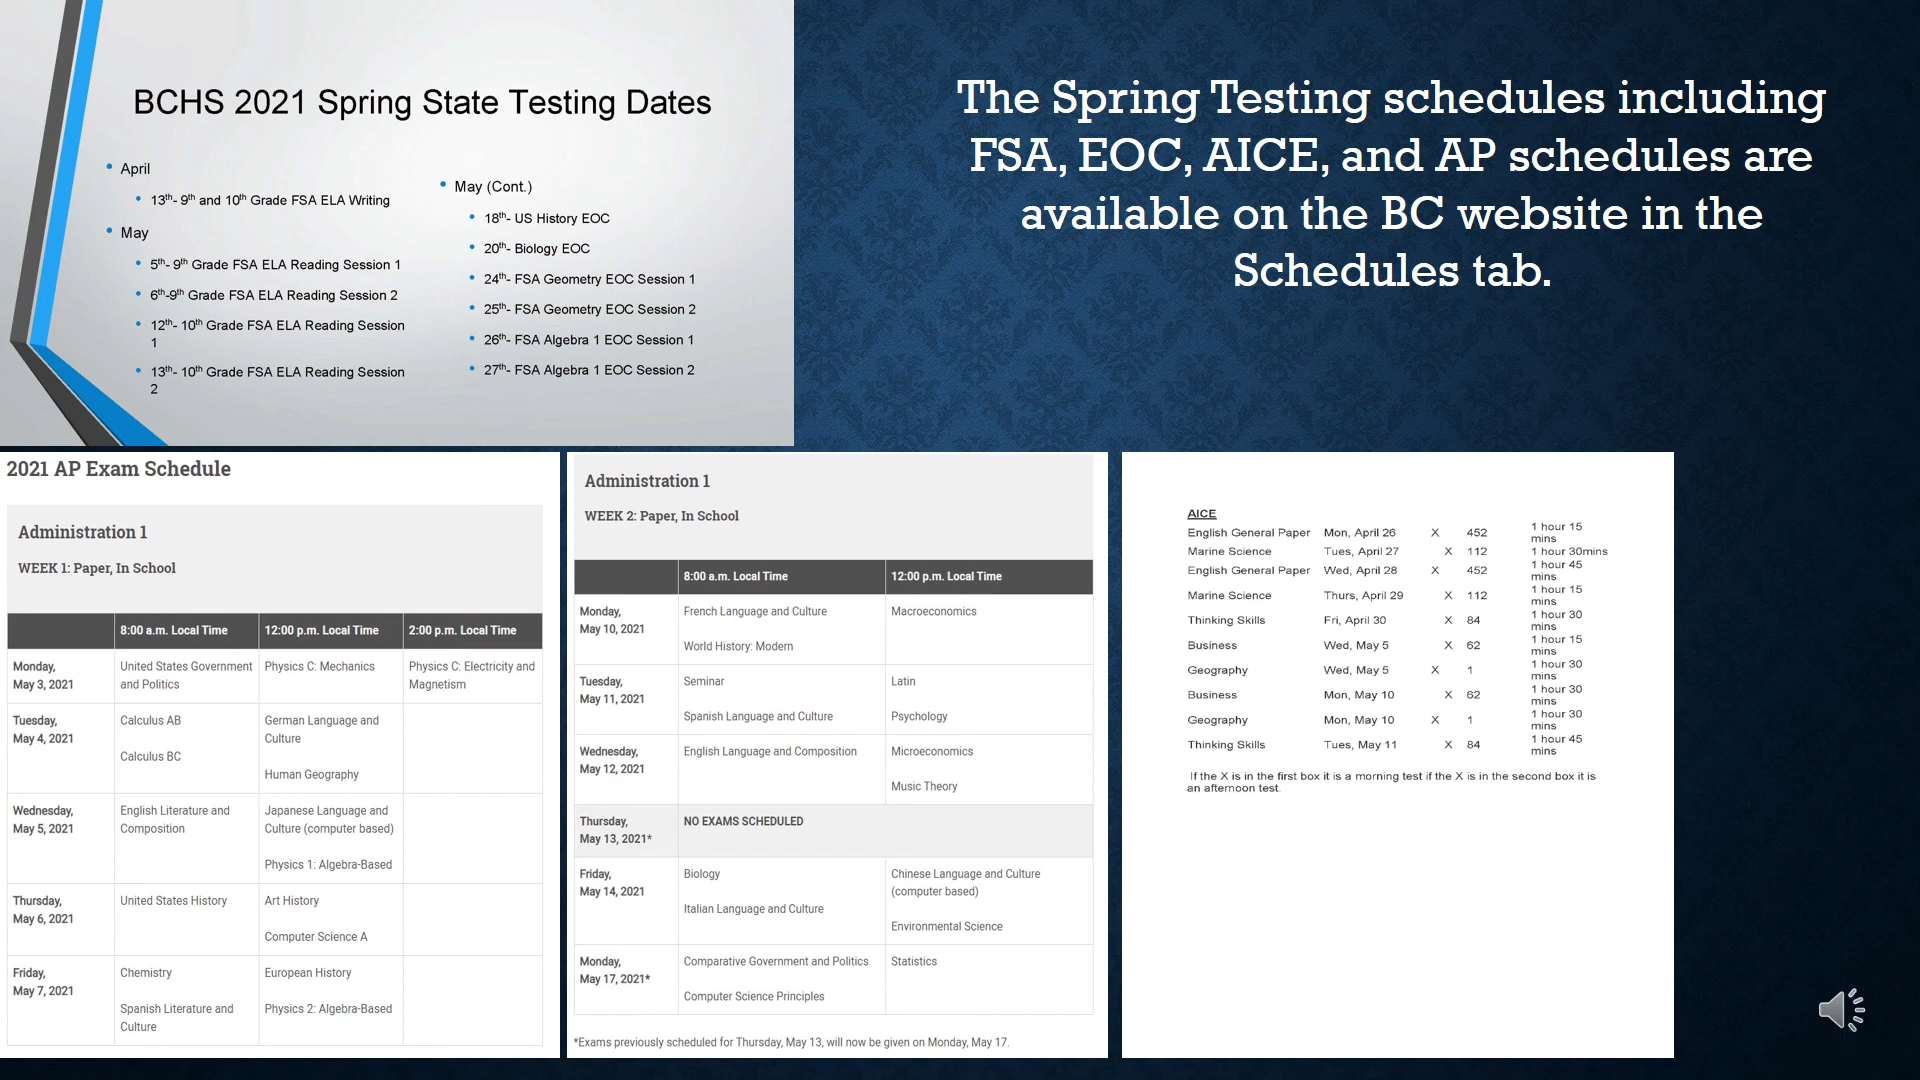 BCHS 2021 Spring State Testing Dates
• April
• 13th- 9th and 10th Grade FSA ELA Writing
• May
• 5th- 9th Grade FSA ELA Reading Session 1
• 6th-9th Grade FSA ELA Reading Session 2
• 12th- 10th Grade FSA ELA Reading Session
1
• 13th- 10th Grade FSA ELA Reading Session
2
• May (Cont.)
• 18th- US History EOC
• 20th- Biology EOC
• 24th- FSA Geometry EOC Session 1
• 25th- FSA Geometry EOC Session 2
• 26th- FSA Algebra 1 EOC Session 1
• 27th- FSA Algebra 1 EOC Session 2
The Spring Testing schedules including
FSA, EOC, AICE, and AP schedules are
available on the BC website in the
Schedules tab.
2021 AP Exam Schedule
Administration 1
WEEK 1: Paper, In School
8:00 a.m. Local Time 12:00 p.m. Local Time 2:00 p.m. Local Time
Monday, United States Government Physics C: Mechanics Physics C: Electricity and
May 3, 2021 and Politics Magnetism
Tuesday, Calculus AB German Language and
May 4, 2021 Culture
Calculus BC
Human Geography
Wednesday, English Literature and Japanese Language and
May 5, 2021 Composition Culture (computer based)
Physics 1: Algebra-Based
Thursday, United States History Art History
May 6, 2021
Computer Science A
Friday, Chemistry European History
May 7, 2021
Spanish Literature and Physics 2: Algebra-Based
Culture
Administration 1
WEEK 2: Paper, In School
8:00 a.m. Local Time 12:00 p.m. Local Time
Monday, French Language and Culture Macroeconomics
May 10, 2021
World History: Modern
Tuesday, Seminar Latin
May 11, 2021
Spanish Language and Culture Psychology
Wednesday, English Language and Composition Microeconomics
May 12, 2021
Music Theory
Thursday, NO EXAMS SCHEDULED
May 13, 2021*
Friday, Biology Chinese Language and Culture
May 14, 2021 (computer based)
Italian Language and Culture
Environmental Science
Monday, Comparative Government and Politics Statistics
May 17, 2021*
Computer Science Principles
*Exams previously scheduled for Thursday, May 13, will now be given on Monday, May 17.
AICE
English General Paper Mon, April 26 X 452 1 hour 15
mins
Marine Science Tues, April 27 X 112 1 hour 30mins
English General Paper Wed, April 28 X 452 1 hour 45
mins
Marine Science Thurs, April 29 X 112 1 hour 15
mins
Thinking Skills Fri, April 30 X 84 1 hour 30
mins
Business Wed, May 5 X 62 1 hour 15
mins
Geography Wed, May 5 X 1 1 hour 30
mins
Business Mon, May 10 X 62 1 hour 30
mins
Geography Mon, May 10 X 1 1 hour 30
mins
Thinking Skills Tues, May 11 X 84 1 hour 45
mins
If the X is in the first box it is a morning test if the X is in the second box it is
an afternoon test.